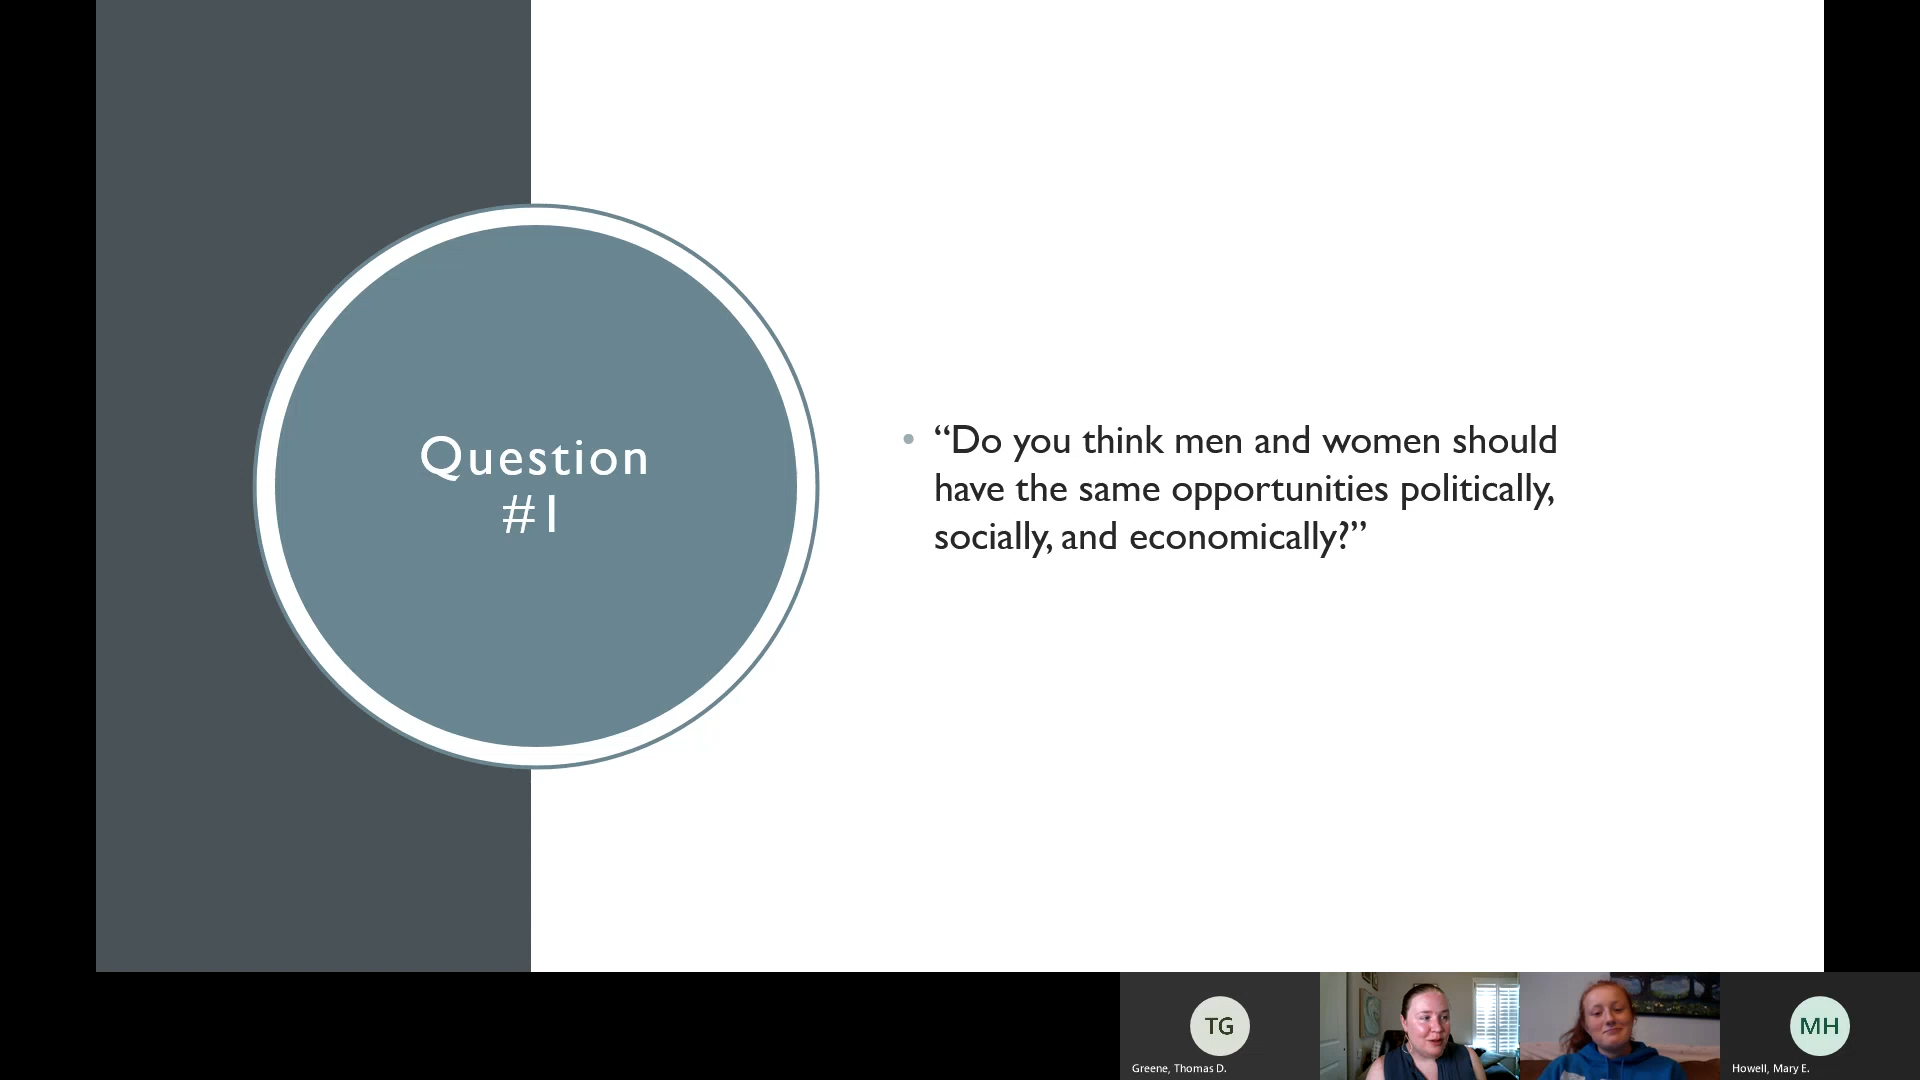 Question
#1
• “Do you think men and women should
have the same opportunities politically,
socially, and economically?”
TG
Greene, Thomas D.
MH
Howell, Mary E.